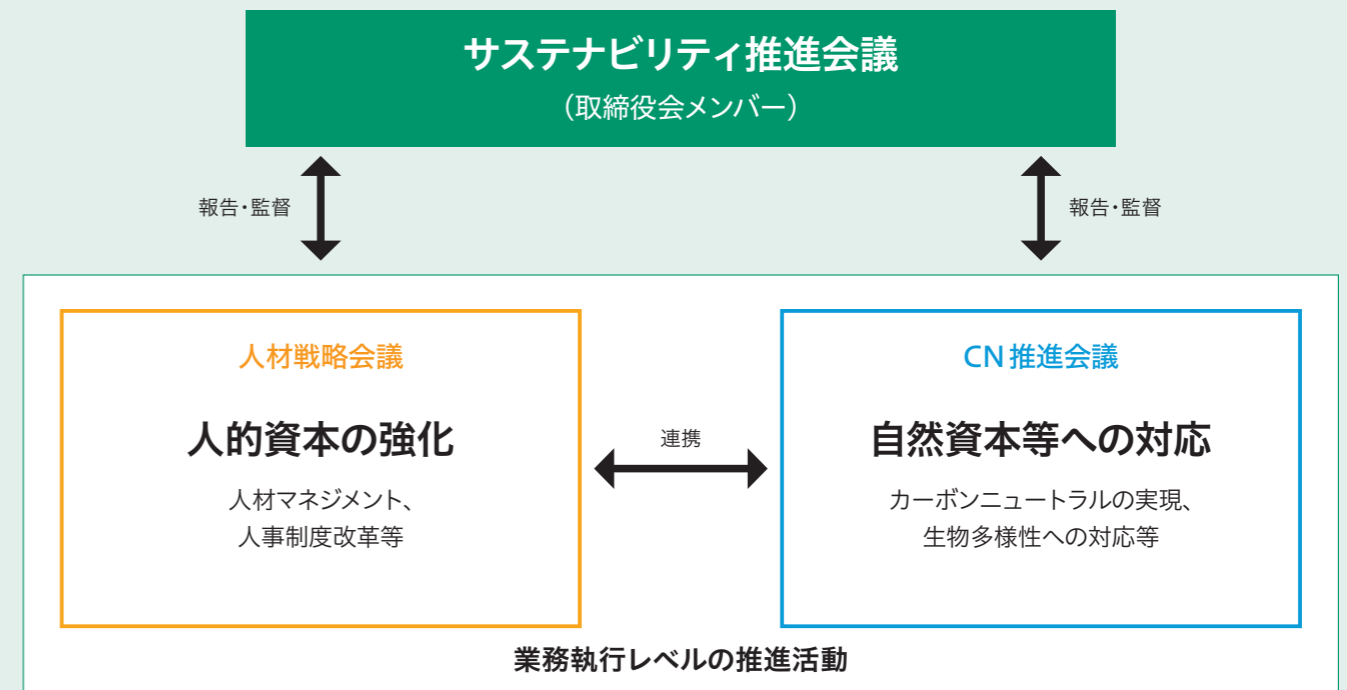 サステナビリティ推進会議
（取締役会メンバー）
報告・監督
報告・監督
人材戦略会議
人的資本の強化
人材マネジメント、
人事制度改革等
連携
CN推進会議
自然資本等への対応
カーボンニュートラルの実現、
生物多様性への対応等
業務執行レベルの推進活動